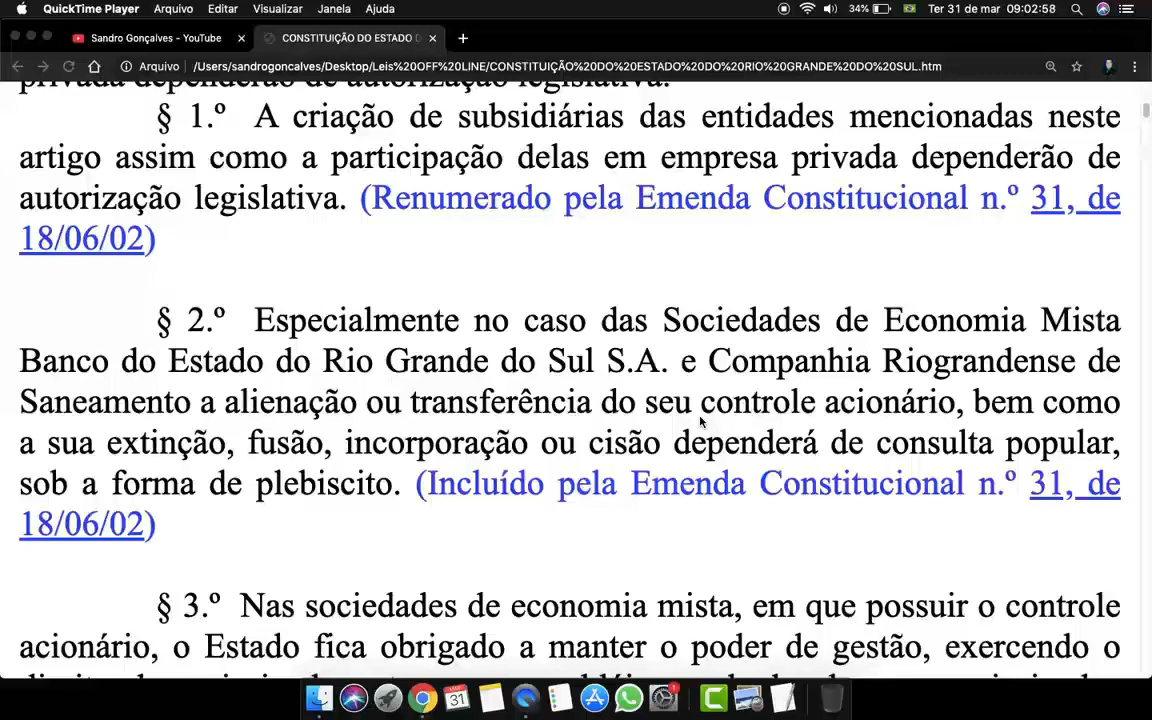 QuickTime Player Arquivo Editar Visualizar Janela Ajuda 34% Ter 31 de mar 09:02:58
Sandro Gonçalves - YouTube CONSTITUIÇÃO DO ESTADO
Arquivo /Users/sandrogoncalves/Desktop/Leis%20OFF%20LINE/CONSTITUIÇÃO%20DO%20ESTADO%20DO%20RIO%20GRANDE%20DO%20SUL.htm
privada dependerão de autorização legislativa.
§ 1.º A criação de subsidiárias das entidades mencionadas neste
artigo assim como a participação delas em empresa privada dependerão de
autorização legislativa. (Renumerado pela Emenda Constitucional n.º 31, de
18/06/02)
§ 2.º Especialmente no caso das Sociedades de Economia Mista
Banco do Estado do Rio Grande do Sul S.A. e Companhia Riograndense de
Saneamento a alienação ou transferência do seu controle acionário, bem como
a sua extinção, fusão, incorporação ou cisão dependerá de consulta popular,
sob a forma de plebiscito. (Incluído pela Emenda Constitucional n.º 31, de
18/06/02)
§ 3.º Nas sociedades de economia mista, em que possuir o controle
acionário, o Estado fica obrigado a manter o poder de gestão, exercendo o
31
1